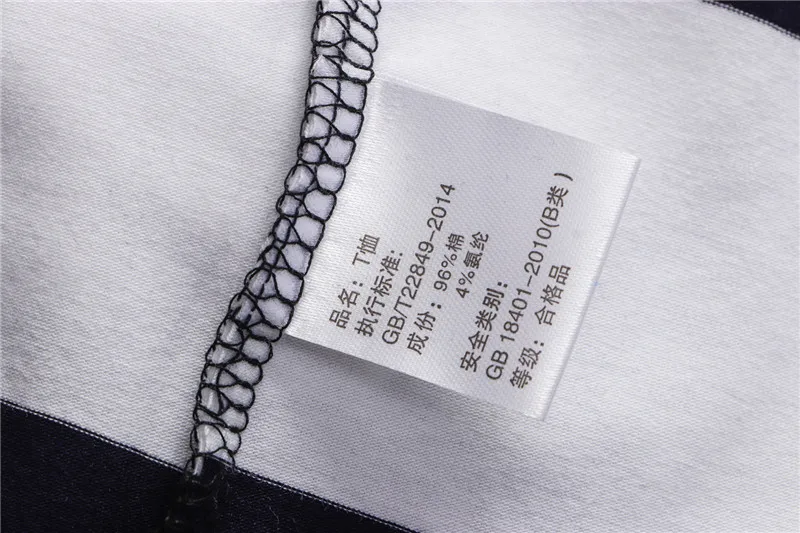 品名：T恤
执行标准：
GB/T22849-2014
成份：96%棉
4%氨纶
安全类别：
GB 18401-2010(B类)
等级：合格品